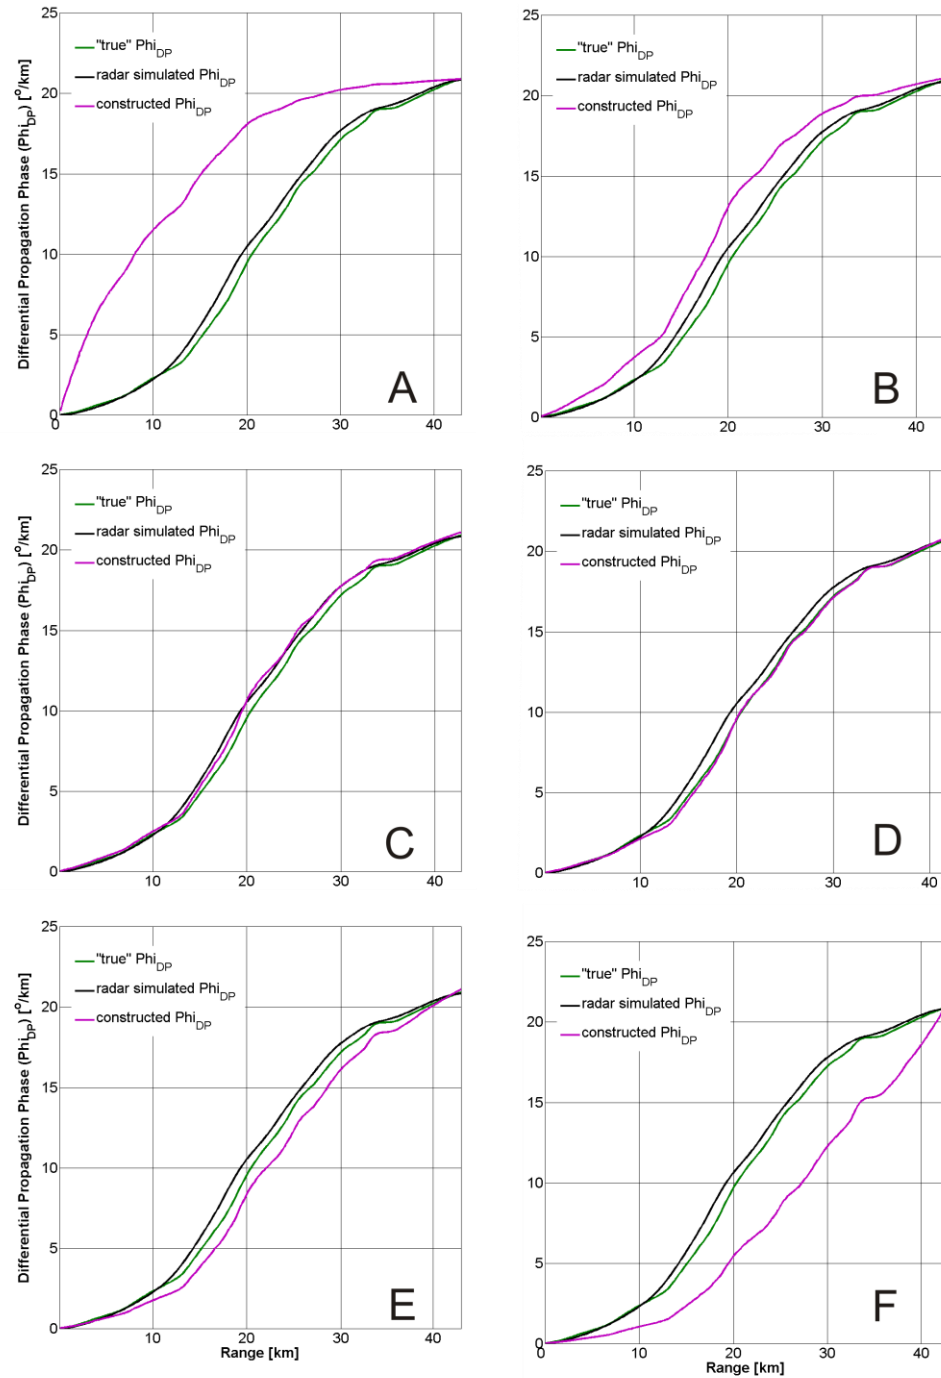 Differential Propagation Phase (Phi_DP) [°/km]
25
20
15
10
5
0
"true" Phi_DP
radar simulated Phi_DP
constructed Phi_DP
A
10
20
30
40
25
20
15
10
5
0
"true" Phi_DP
radar simulated Phi_DP
constructed Phi_DP
B
10
20
30
40
Differential Propagation Phase (Phi_DP) [°/km]
25
20
15
10
5
0
"true" Phi_DP
radar simulated Phi_DP
constructed Phi_DP
C
10
20
30
40
25
20
15
10
5
0
"true" Phi_DP
radar simulated Phi_DP
constructed Phi_DP
D
10
20
30
40
Differential Propagation Phase (Phi_DP) [°/km]
25
20
15
10
5
0
"true" Phi_DP
radar simulated Phi_DP
constructed Phi_DP
E
10
20
30
40
Range [km]
25
20
15
10
5
0
"true" Phi_DP
radar simulated Phi_DP
constructed Phi_DP
F
10
20
30
40
Range [km]